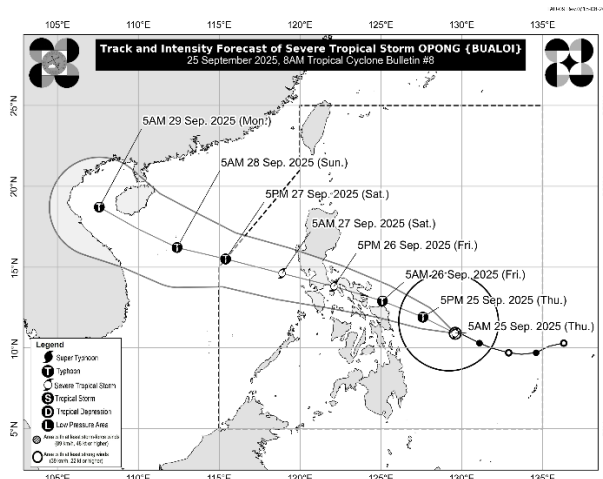 Track and Intensity Forecast of Severe Tropical Storm OPONG {BUALOI}
25 September 2025, 8AM Tropical Cyclone Bulletin #8
105°E 110°E 115°E 120°E 125°E 130°E 135°E
25°N
20°N
15°N
10°N
5°N
5AM 29 Sep. 2025 (Mon.)
5AM 28 Sep. 2025 (Sun.)
5PM 27 Sep. 2025 (Sat.)
5AM 27 Sep. 2025 (Sat.)
5PM 26 Sep. 2025 (Fri.)
5AM 26 Sep. 2025 (Fri.)
5PM 25 Sep. 2025 (Thu.)
5AM 25 Sep. 2025 (Thu.)
Legend
Super Typhoon
T Typhoon
Severe Tropical Storm
S Tropical Storm
D Tropical Depression
L Low Pressure Area
105°E 110°E 115°E 120°E 125°E 130°E 135°E